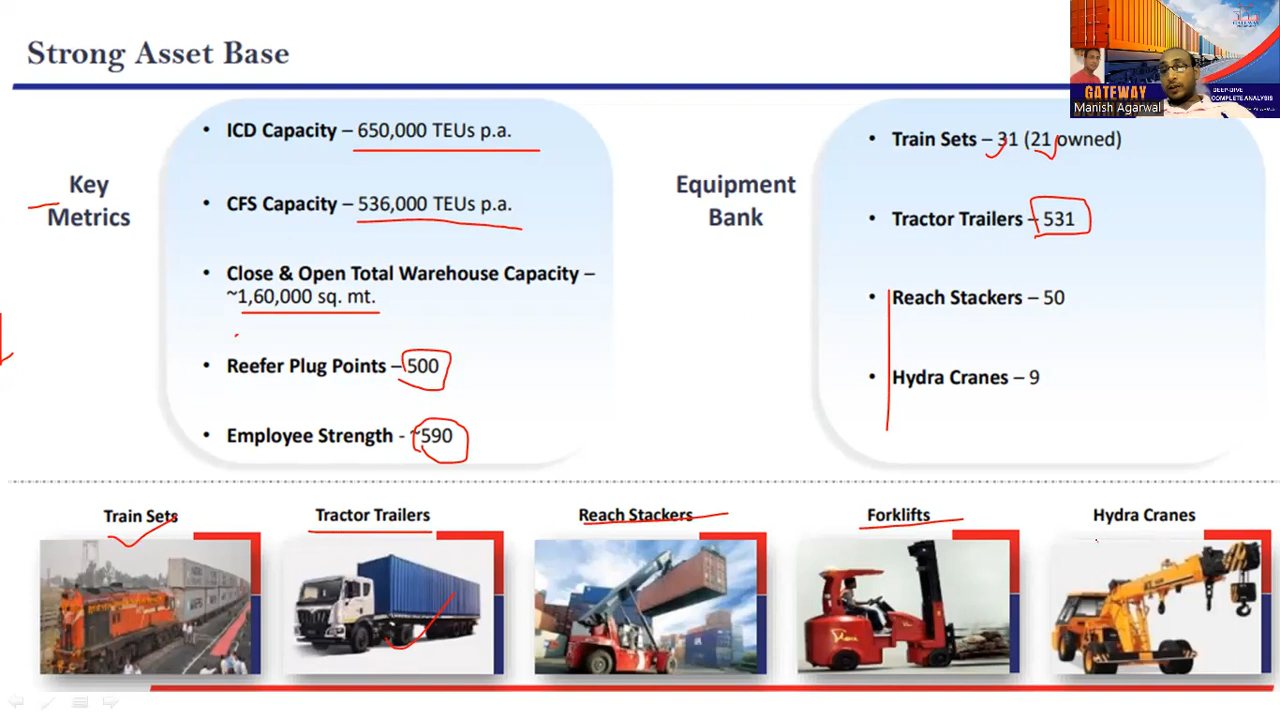 Strong Asset Base
GATEWAY
DEEP-DIVE
COMPLETE ANALYSIS
Manish Agarwal
Key
Metrics
• ICD Capacity – 650,000 TEUs p.a.
• CFS Capacity – 536,000 TEUs p.a.
• Close & Open Total Warehouse Capacity –
~1,60,000 sq. mt.
• Reefer Plug Points – 500
• Employee Strength - ~590
Equipment
Bank
• Train Sets – 31 (21 owned)
• Tractor Trailers – 531
• Reach Stackers – 50
• Hydra Cranes – 9
Train Sets
Tractor Trailers
Reach Stackers
Forklifts
Hydra Cranes